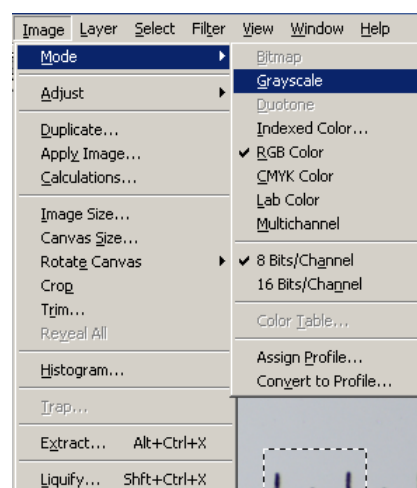 Image Layer Select Filter View Window Help
Mode
Adjust
Duplicate...
Apply Image...
Calculations...
Image Size...
Canvas Size...
Rotate Canvas
Crop
Trim...
Reveal All
Histogram...
Trap...
Extract... Alt+Ctrl+X
Liquify... Shft+Ctrl+X
Bitmap
Grayscale
Duotone
Indexed Color...
RGB Color
CMYK Color
Lab Color
Multichannel
8 Bits/Channel
16 Bits/Channel
Color Table...
Assign Profile...
Convert to Profile...